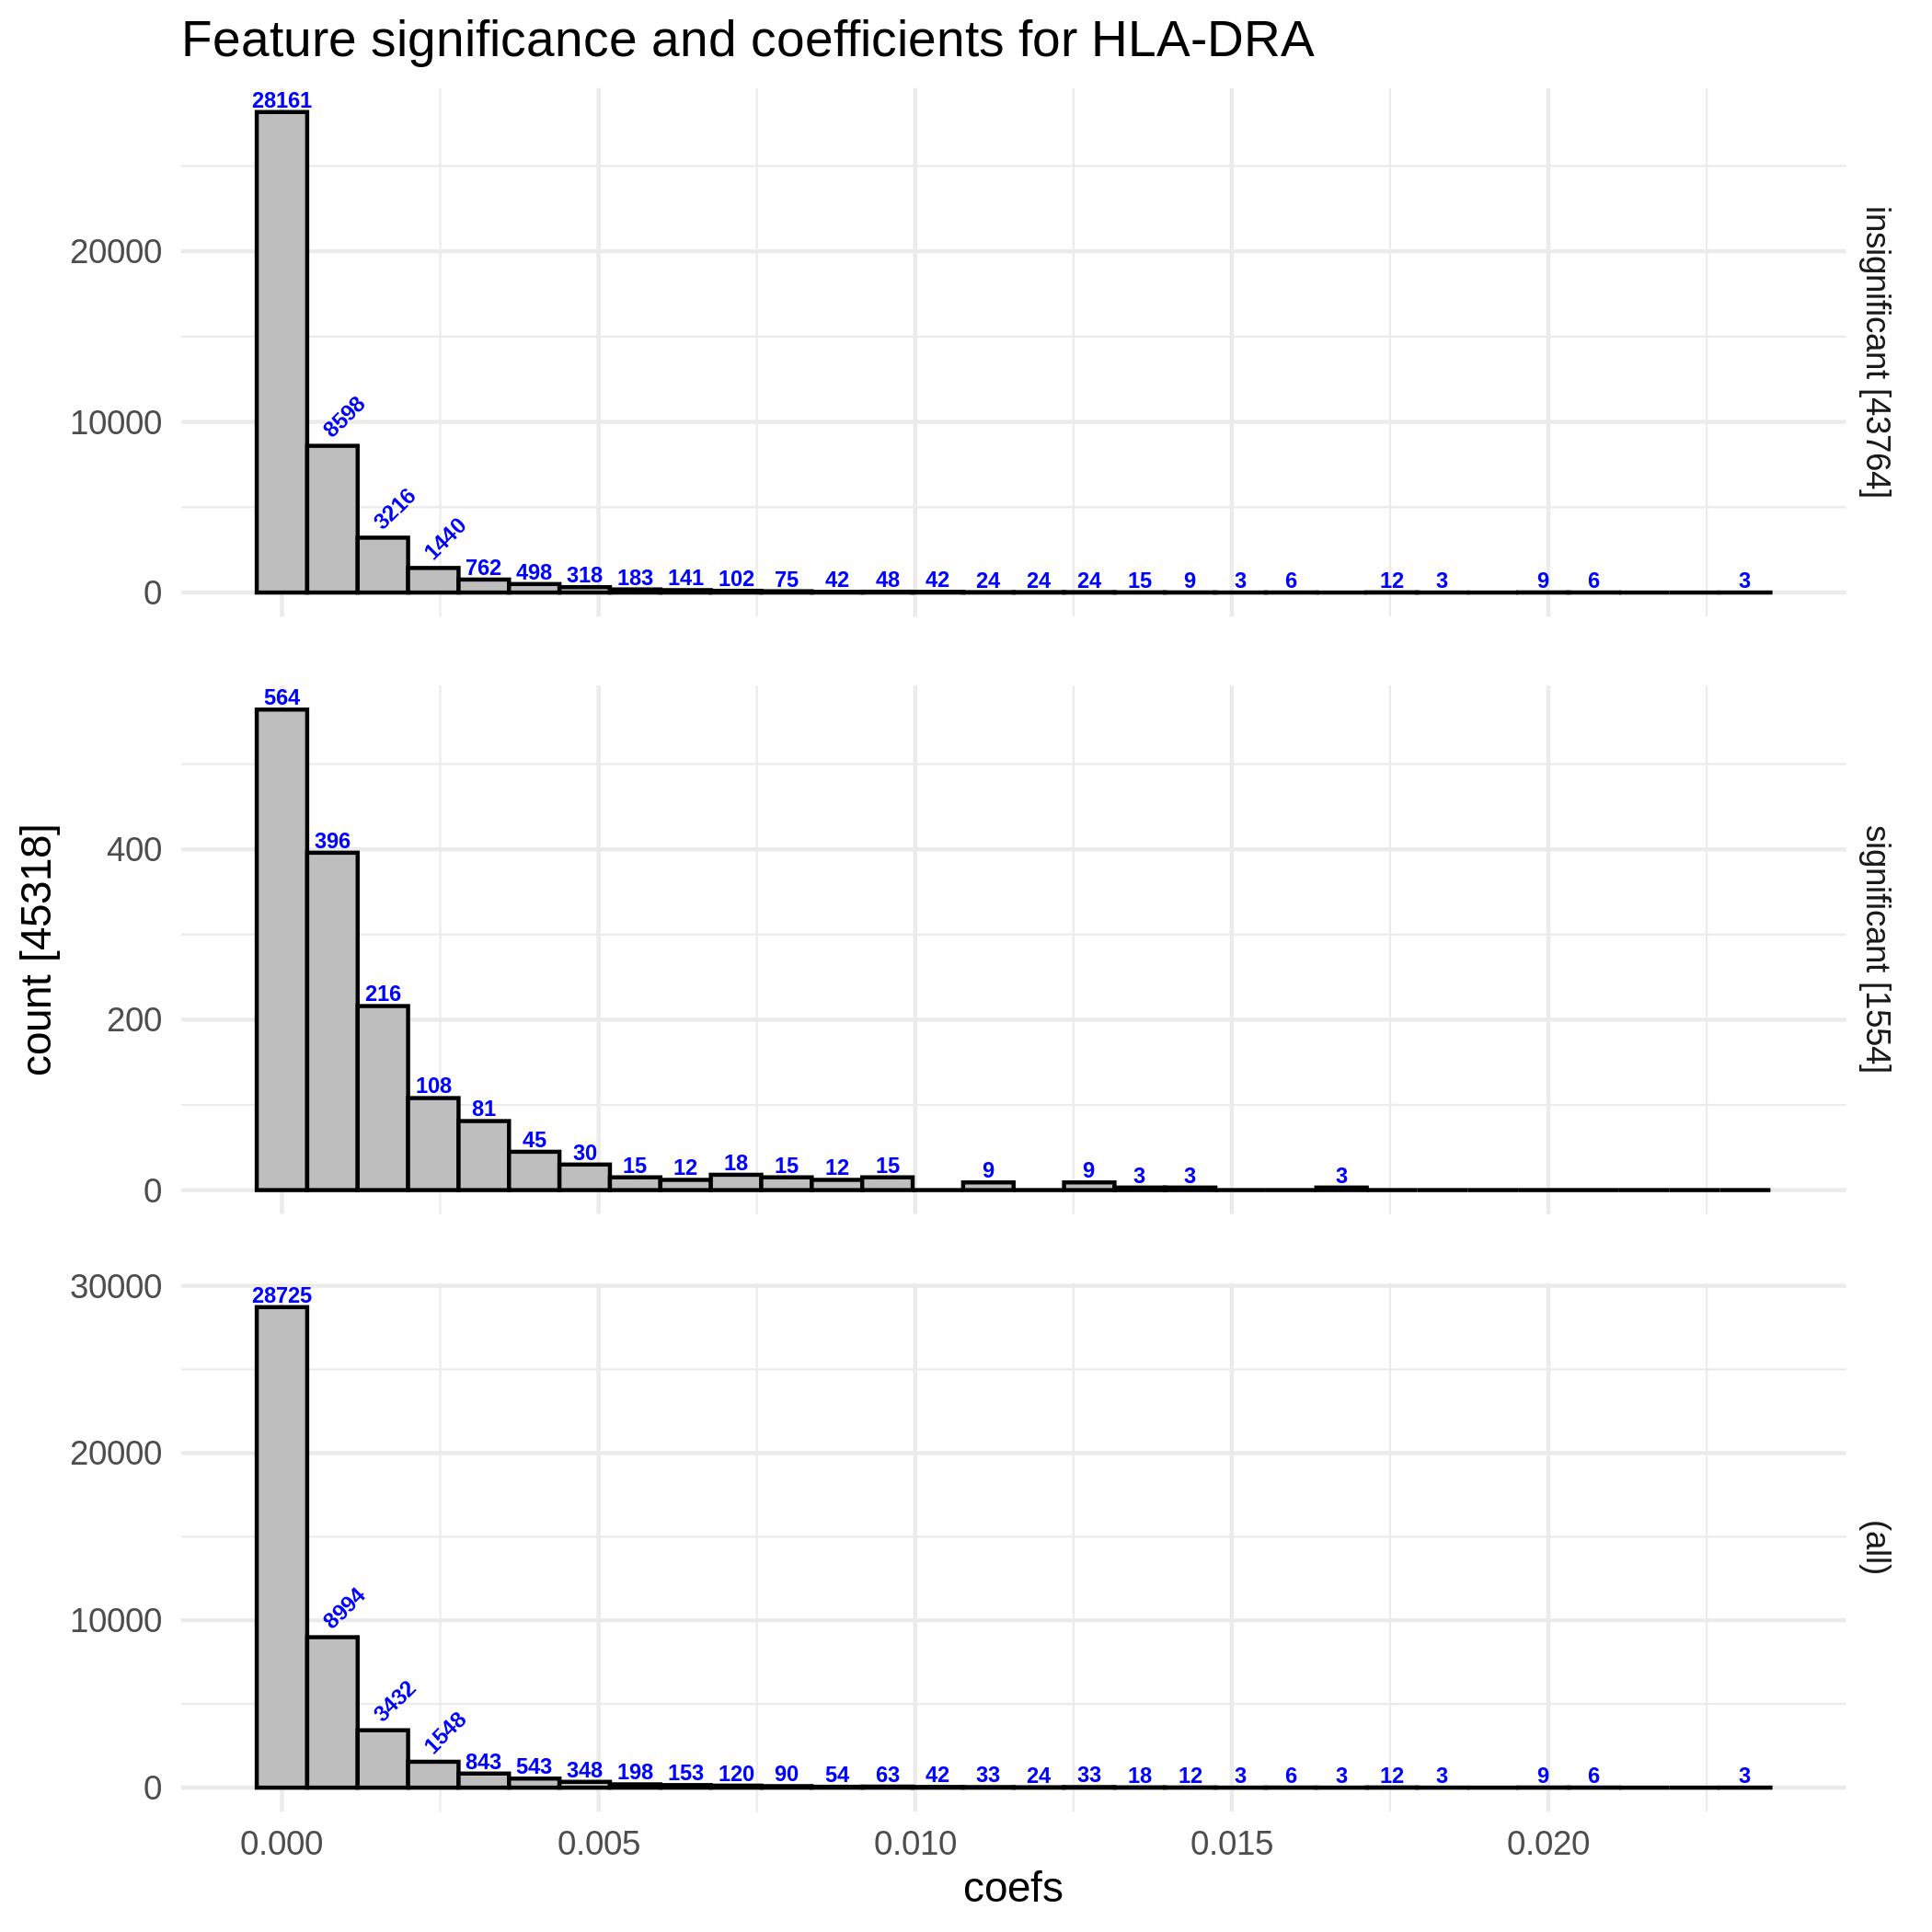 Feature significance and coefficients for HLA-DRA
28161
20000
10000
0
8598
3216
1440
762 498 318 183 141 102 75 42 48 42 24 24 24 15 9 3 6 12 3 9 6 3
insignificant [43764]
564
400
200
0
396
216
108
81
45
30
15 12 18 15 12 15 9 9 3 3 3
significant [1554]
count [45318]
30000
28725
20000
10000
0
8994
3432
1548
843 543 348 198 153 120 90 54 63 42 33 24 33 18 12 3 6 3 12 3 9 6 3
(all)
0.000 0.005 0.010 0.015 0.020
coefs